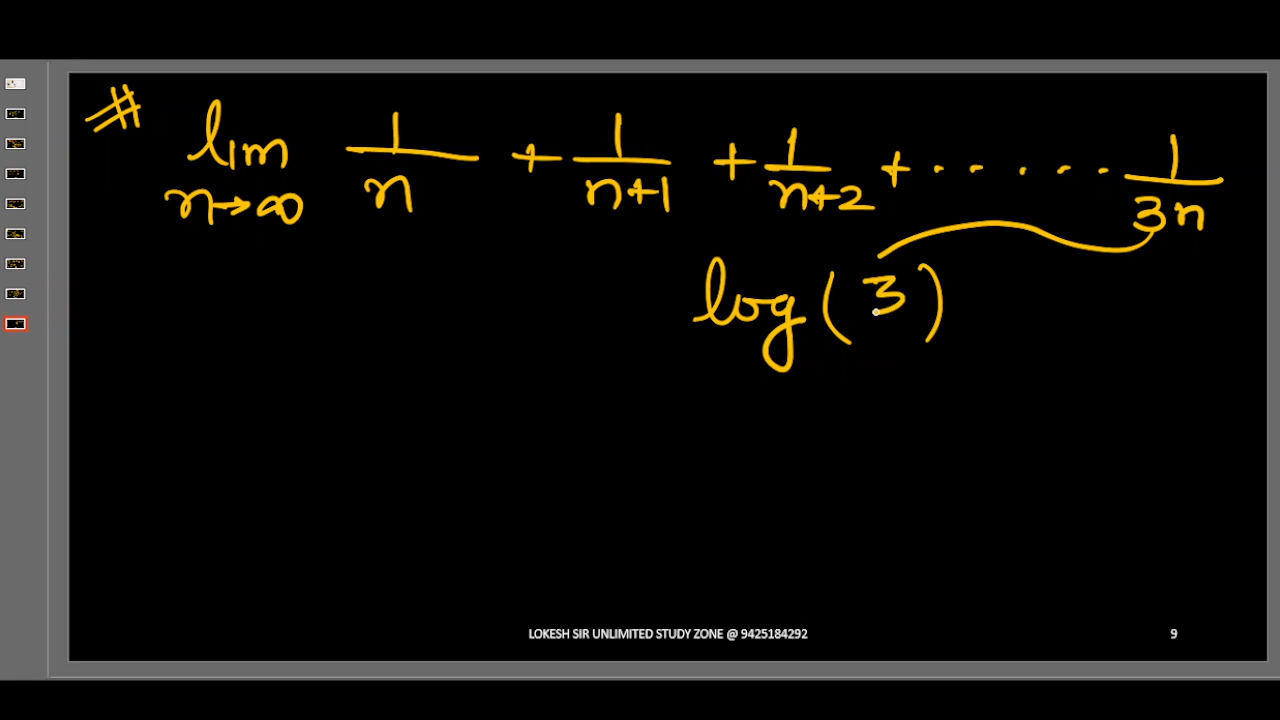 # lim n→∞ 1/n + 1/n+1 + 1/n+2 + ...... 1/3n
log(3)
LOKESH SIR UNLIMITED STUDY ZONE @ 9425184292 9